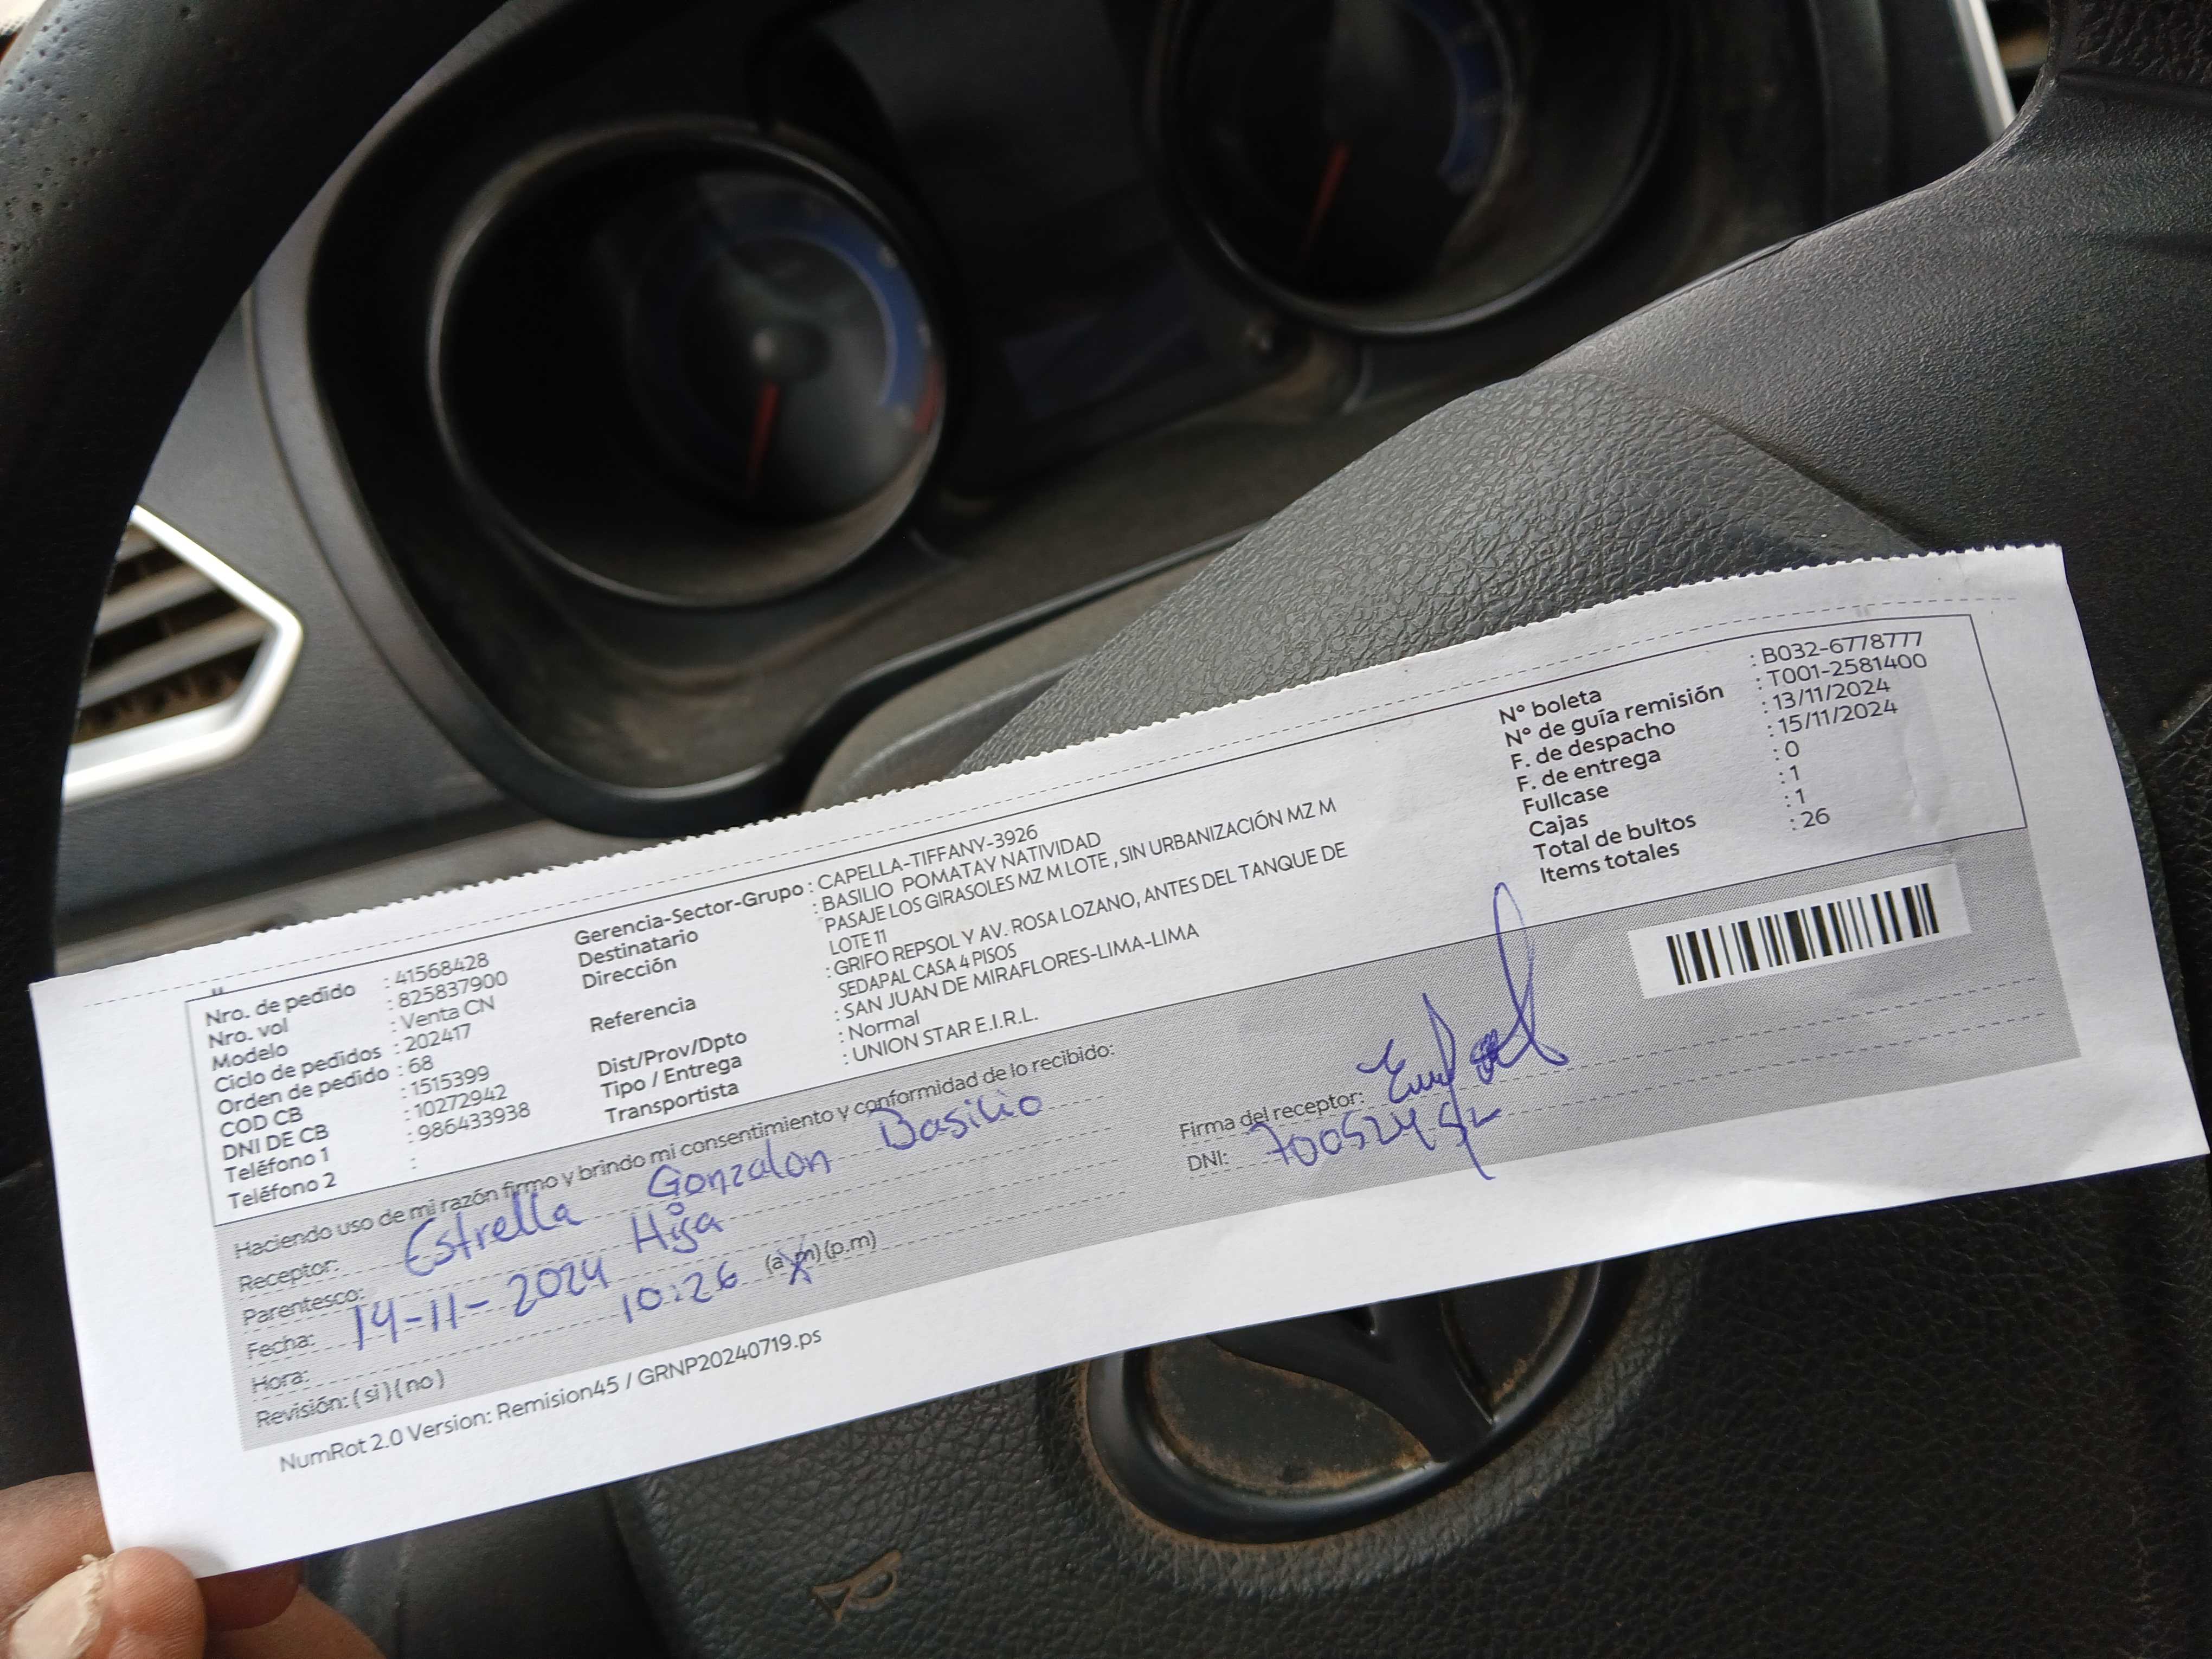 Nro. de pedido : 41568428
Nro. vol : 825837900
Modelo : Venta CN
Ciclo de pedidos : 202417
Orden de pedido : 68
COD CB : 1515399
DNI DE CB : 10272942
Teléfono 1 : 986433938
Teléfono 2 :
Gerencia-Sector-Grupo : CAPELLA-TIFFANY-3926
Destinatario : BASILIO POMATAY NATIVIDAD
Dirección PASAJE LOS GIRASOLES MZ M LOTE , SIN URBANIZACIÓN MZ M
LOTE 11
Referencia : GRIFO REPSOL Y AV. ROSA LOZANO, ANTES DEL TANQUE DE
SEDAPAL CASA 4 PISOS
Dist/Prov/Dpto : SAN JUAN DE MIRAFLORES-LIMA-LIMA
Tipo / Entrega : Normal
Transportista : UNION STAR E.I.R.L.
N° boleta : B032-6778777
N° de guía remisión : T001-2581400
F. de despacho : 13/11/2024
F. de entrega : 15/11/2024
Fullcase : 0
Cajas : 1
Total de bultos : 1
Items totales : 26
Haciendo uso de mi razón firmo y brindo mi consentimiento y conformidad de lo recibido:
Receptor: Estrella Gonzalon Basilio
Parentesco: Hija
Fecha: 14-11-2024
Hora: 10:26 (a.m) (p.m)
Revisión: ( si ) ( no )
Firma del receptor:
DNI:
NumRot 2.0 Version: Remision45 / GRNP20240719.ps